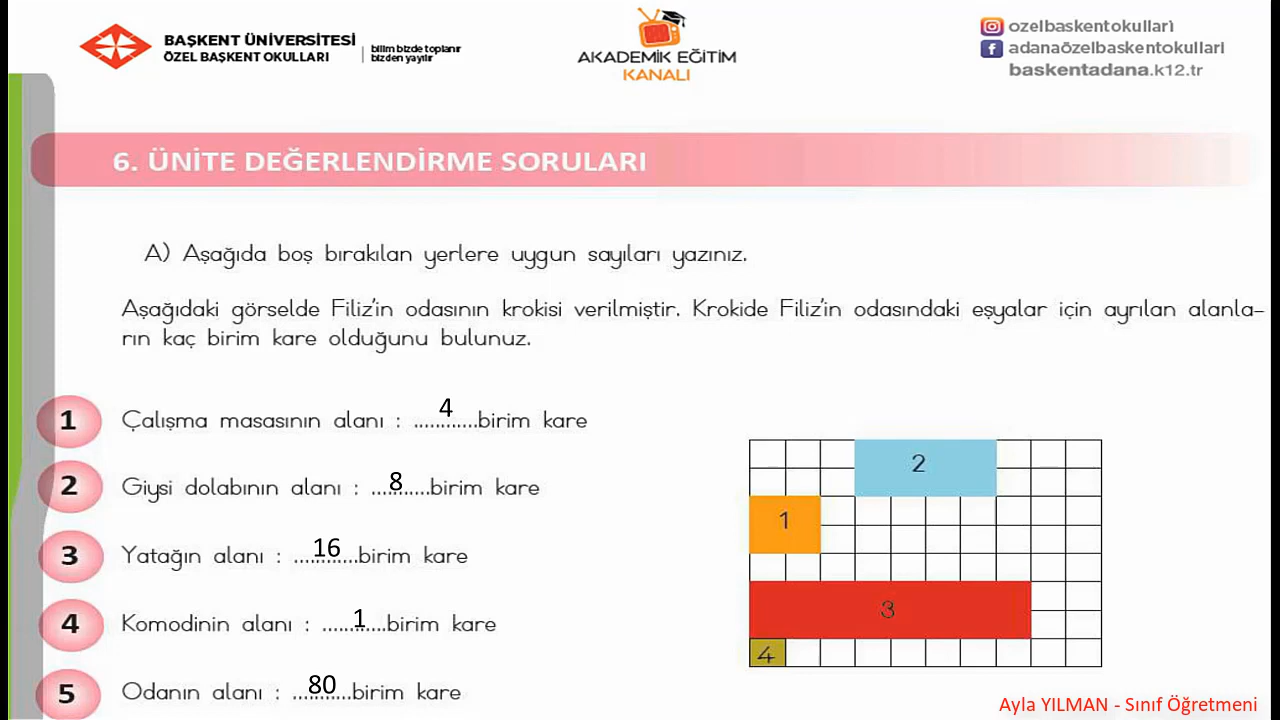 BAŞKENT ÜNİVERSİTESİ
ÖZEL BAŞKENT OKULLARI
bilim bizde toplanır
bizden yayılır
AKADEMİK EĞİTİM
KANALI
ozelbaskentokulları
adanaözelbaskentokullari
baskentadana.k12.tr
6. ÜNİTE DEĞERLENDİRME SORULARI
A) Aşağıda boş bırakılan yerlere uygun sayıları yazınız.
Aşağıdaki görselde Filiz'in odasının krokisi verilmiştir. Krokide Filiz'in odasındaki eşyalar için ayrılan alanla-
rın kaç birim kare olduğunu bulunuz.
1 Çalışma masasının alanı : ......4......birim kare
2 Giysi dolabının alanı : ......8......birim kare
3 Yatağın alanı : ......16......birim kare
4 Komodinin alanı : ......1......birim kare
5 Odanın alanı : ......80......birim kare
2
1
3
4
Ayla YILMAN - Sınıf Öğretmeni